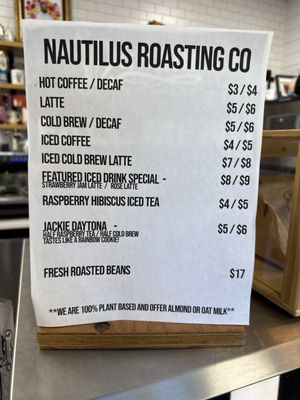 NAUTILUS ROASTING CO
HOT COFFEE / DECAF $3 / $4
LATTE $5 / $6
COLD BREW / DECAF $5 / $6
ICED COFFEE $4 / $5
ICED COLD BREW LATTE $7 / $8
FEATURED ICED DRINK SPECIAL - $8 / $9
STRAWBERRY JAM LATTE / ROSE LATTE
RASPBERRY HIBISCUS ICED TEA $4 / $5
JACKIE DAYTONA - $5 / $6
HALF RASPBERRY TEA / HALF COLD BREW
TASTES LIKE A RAINBOW COOKIE!
FRESH ROASTED BEANS $17
**WE ARE 100% PLANT BASED AND OFFER ALMOND OR OAT MILK**